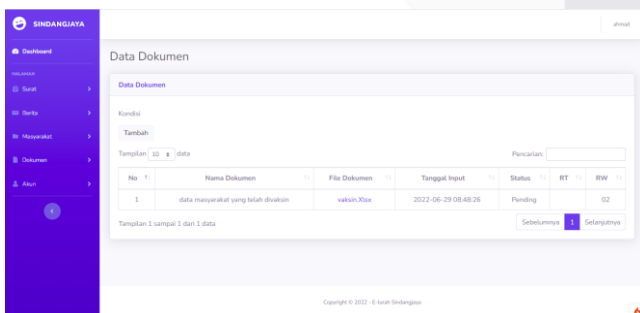 SINDANGJAYA
ahmad
Dashboard
HALAMAN
Surat
Berita
Masyarakat
Dokumen
Akun
Data Dokumen
Data Dokumen
Kondisi
Tambah
Tampilan 10 data
Pencarian:
No Nama Dokumen File Dokumen Tanggal Input Status RT RW
1 data masyarakat yang telah divaksin vaksin.Xlsx 2022-06-29 08:48:26 Pending 02
Tampilan 1 sampai 1 dari 1 data
Sebelumnya 1 Selanjutnya
Copyright © 2022 - E-Surah Sindangjaya